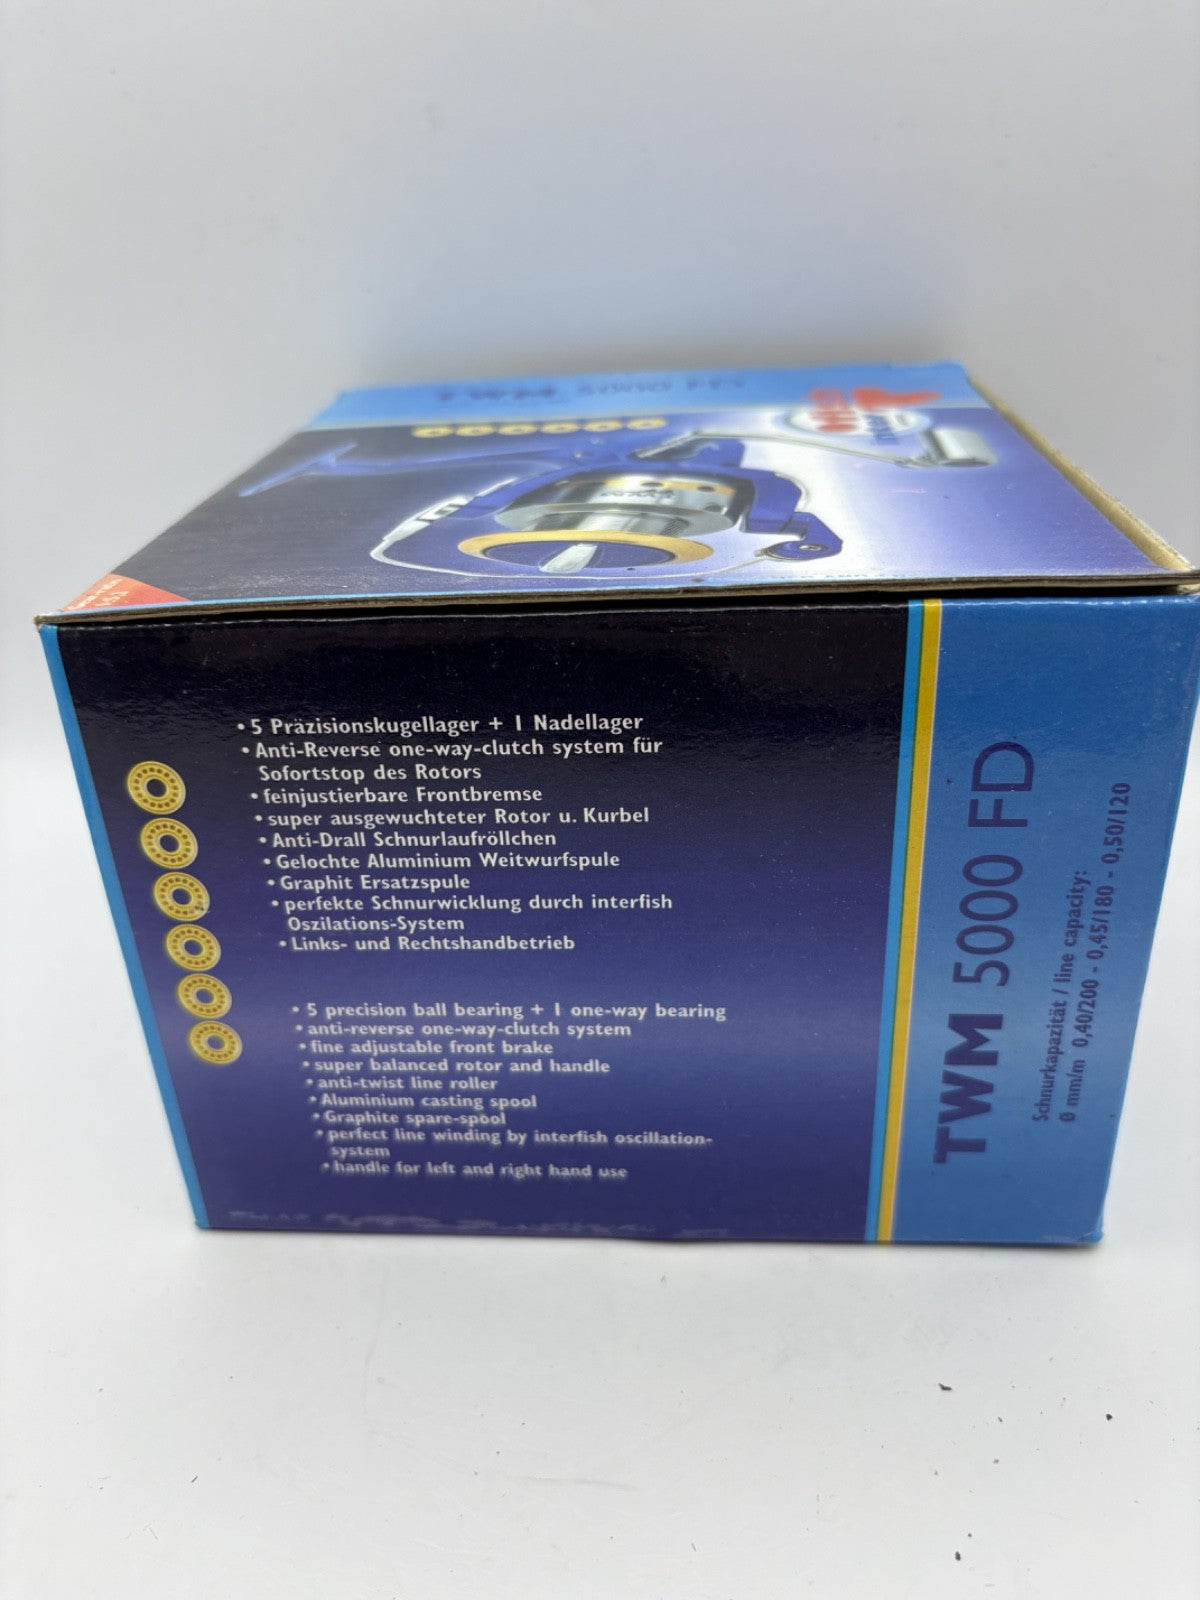 TWM 5000 FD
• 5 Präzisionskugellager + 1 Nadellager
• Anti-Reverse one-way-clutch system für
Sofortstop des Rotors
• feinjustierbare Frontbremse
• super ausgewuchteter Rotor u. Kurbel
• Anti-Drall Schnurlaufröllchen
• Gelochte Aluminium Weitwurfspule
• Graphit Ersatzspule
• perfekte Schnurwicklung durch interfish
Oszilations-System
• Links- und Rechtshandbetrieb
• 5 precision ball bearing + 1 one-way bearing
• anti-reverse one-way-clutch system
• fine adjustable front brake
• super balanced rotor and handle
• anti-twist line roller
• Aluminium casting spool
• Graphite spare-spool
• perfect line winding by interfish oscillation-
system
• handle for left and right hand use
TWM 5000 FD
Schnurkapazität / line capacity:
0 mm/m 0,40/200 - 0,45/180 - 0,50/120